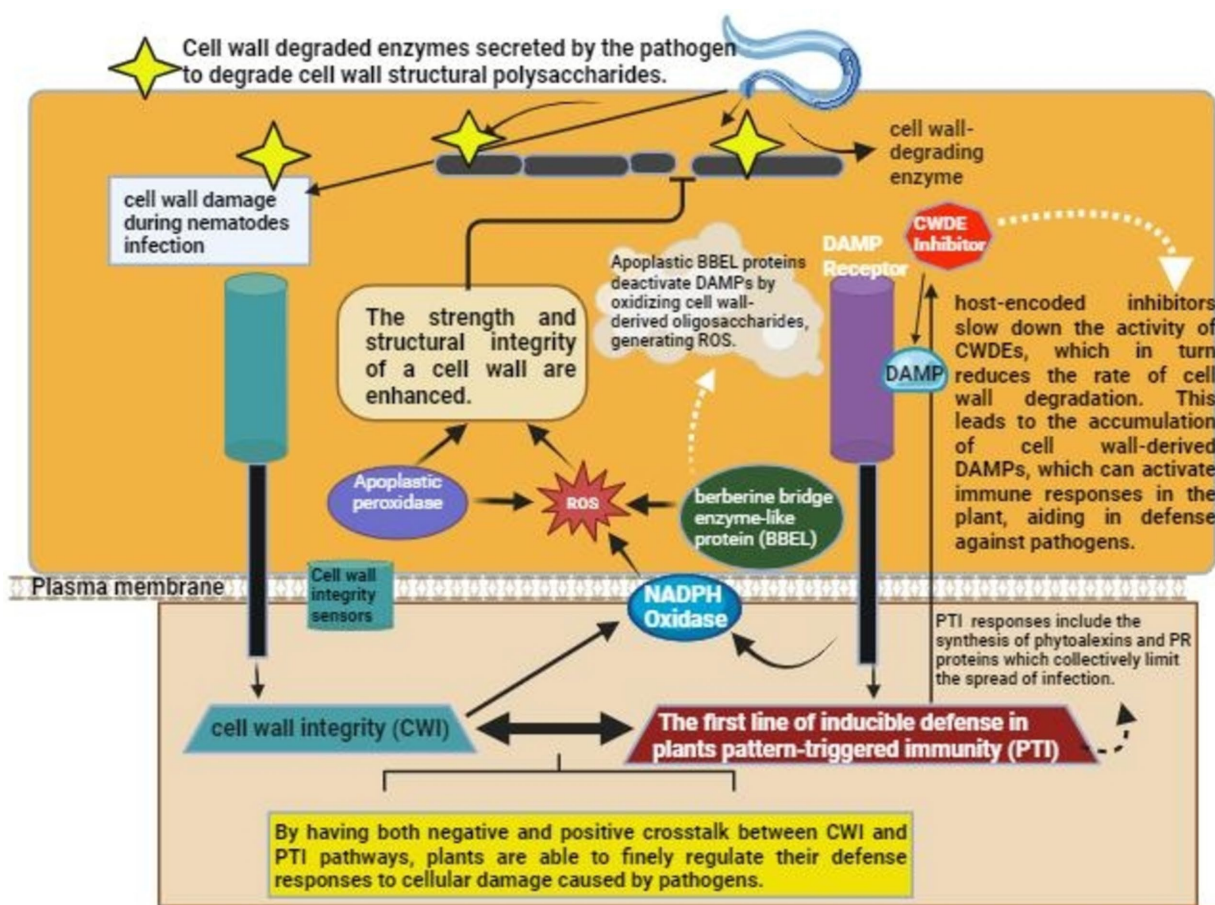 Cell wall degraded enzymes secreted by the pathogen
to degrade cell wall structural polysaccharides.
cell wall-
degrading
enzyme
cell wall damage
during nematodes
infection
CWDE
Inhibitor
DAMP
Receptor
Apoplastic BBEL proteins
deactivate DAMPs by
oxidizing cell wall-
derived oligosaccharides,
generating ROS.
The strength and
structural integrity
of a cell wall are
enhanced.
DAMP
host-encoded inhibitors
slow down the activity of
CWDEs, which in turn
reduces the rate of cell
wall degradation. This
leads to the accumulation
of cell wall-derived
DAMPs, which can activate
immune responses in the
plant, aiding in defense
against pathogens.
Apoplastic
peroxidase
ROS
berberine bridge
enzyme-like
protein (BBEL)
Plasma membrane
Cell wall
integrity
sensors
NADPH
Oxidase
PTI responses include the
synthesis of phytoalexins and PR
proteins which collectively limit
the spread of infection.
cell wall integrity (CWI)
The first line of inducible defense in
plants pattern-triggered immunity (PTI)
By having both negative and positive crosstalk between CWI and
PTI pathways, plants are able to finely regulate their defense
responses to cellular damage caused by pathogens.